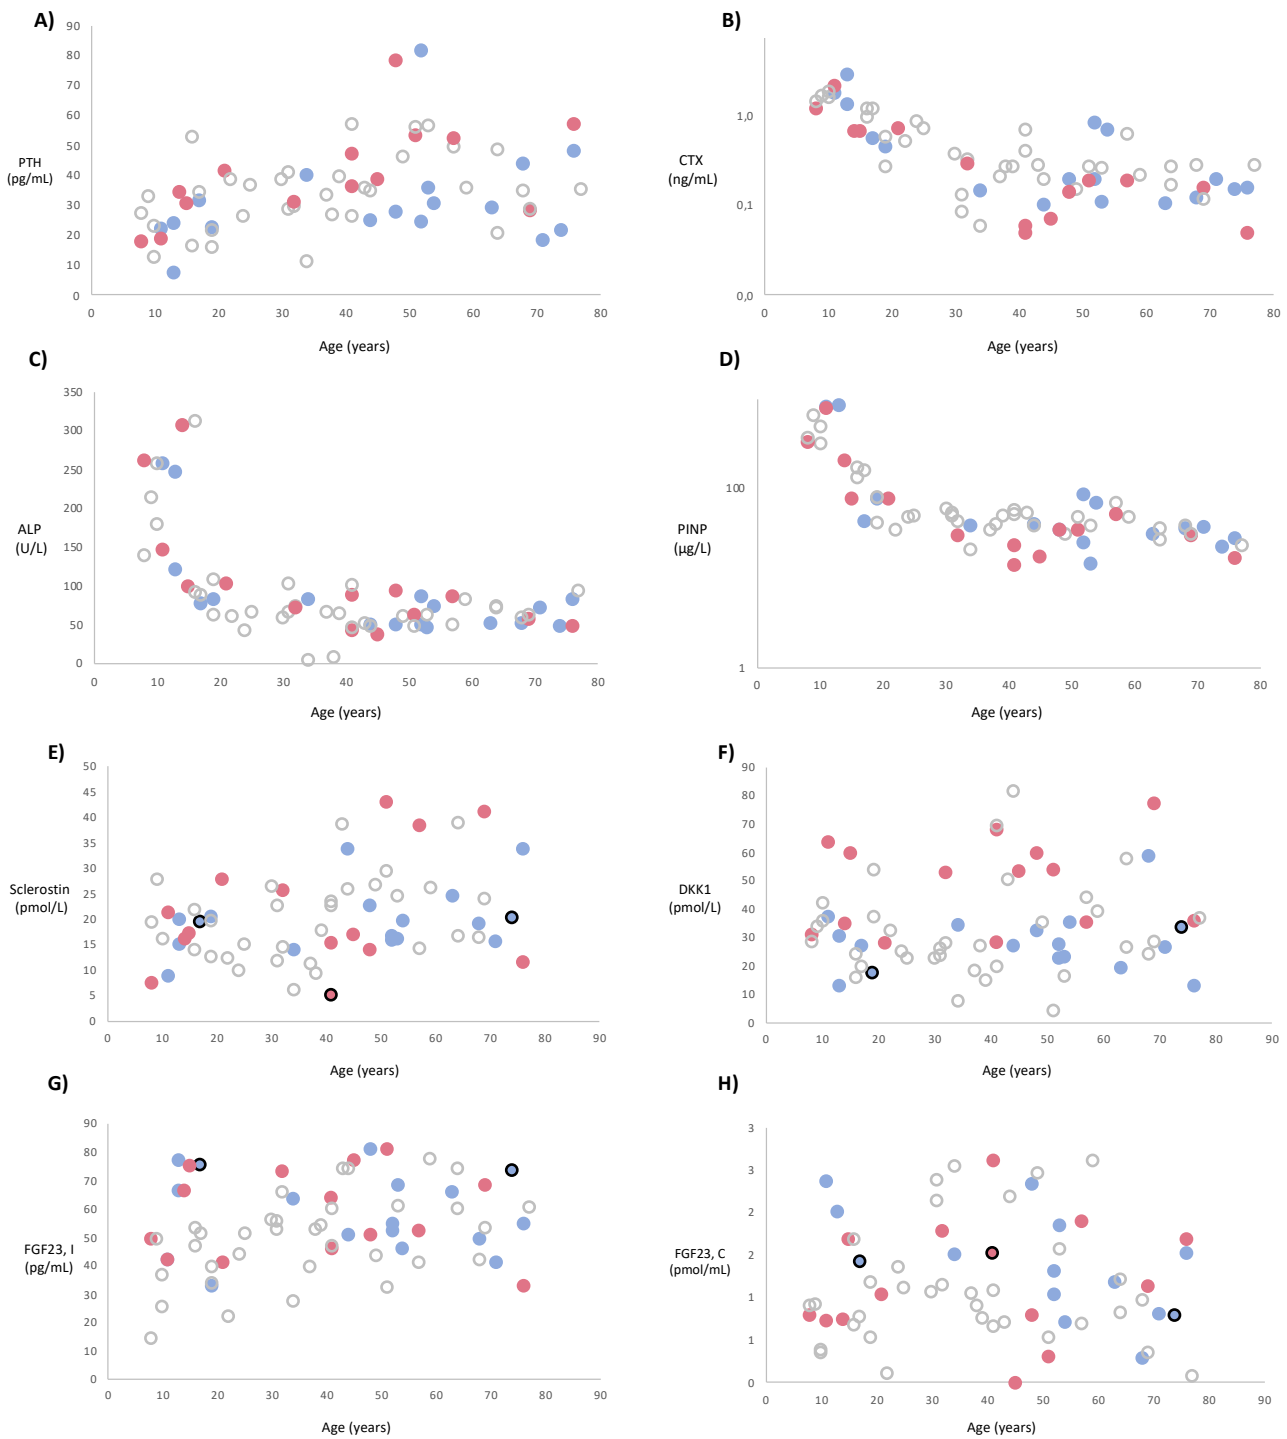 A)
90
80
70
60
50
40
30
20
10
0
PTH
(pg/mL)
0 10 20 30 40 50 60 70 80
Age (years)
B)
1,0
0,1
0,0
CTX
(ng/mL)
0 10 20 30 40 50 60 70 80
Age (years)
C)
350
300
250
200
150
100
50
0
ALP
(U/L)
0 10 20 30 40 50 60 70 80
Age (years)
D)
100
1
PINP
(µg/L)
0 10 20 30 40 50 60 70 80
Age (years)
E)
50
45
40
35
30
25
20
15
10
5
0
Sclerostin
(pmol/L)
0 10 20 30 40 50 60 70 80 90
Age (years)
F)
90
80
70
60
50
40
30
20
10
0
DKK1
(pmol/L)
0 10 20 30 40 50 60 70 80 90
Age (years)
G)
90
80
70
60
50
40
30
20
10
0
FGF23, I
(pg/mL)
0 10 20 30 40 50 60 70 80 90
Age (years)
H)
3
3
2
2
1
1
0
FGF23, C
(pmol/mL)
0 10 20 30 40 50 60 70 80 90
Age (years)